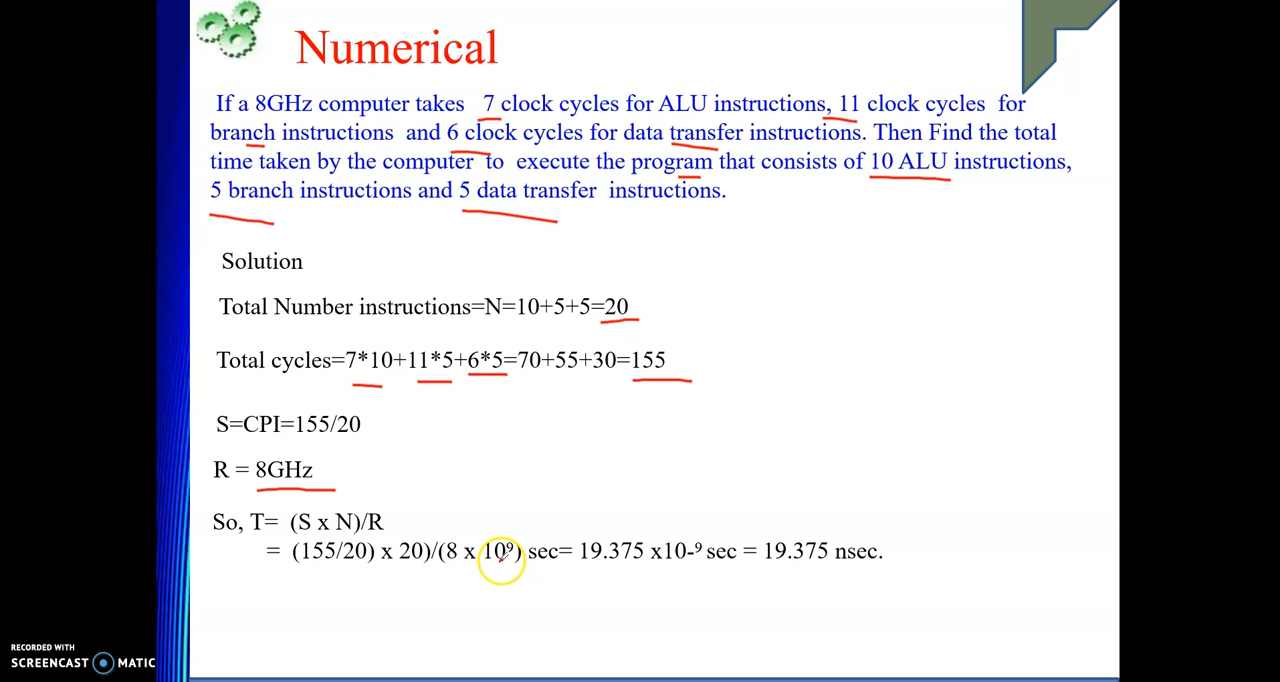 Numerical
If a 8GHz computer takes 7 clock cycles for ALU instructions, 11 clock cycles for
branch instructions and 6 clock cycles for data transfer instructions. Then Find the total
time taken by the computer to execute the program that consists of 10 ALU instructions,
5 branch instructions and 5 data transfer instructions.
Solution
Total Number instructions=N=10+5+5=20
Total cycles=7*10+11*5+6*5=70+55+30=155
S=CPI=155/20
R = 8GHz
So, T= (S x N)/R
= (155/20) x 20)/(8 x 10⁹) sec= 19.375 x10-⁹ sec = 19.375 nsec.
RECORDED WITH
SCREENCAST MATIC